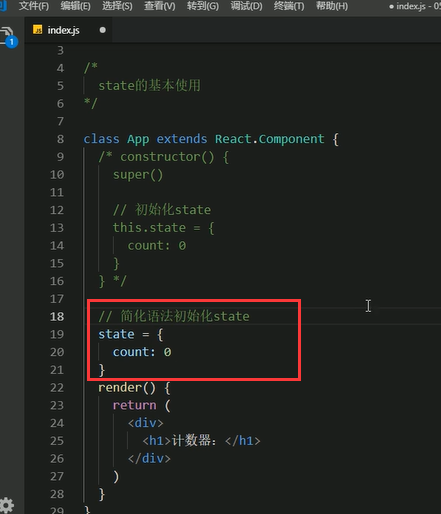 文件(F) 编辑(E) 选择(S) 查看(V) 转到(G) 调试(D) 终端(T) 帮助(H) ● index.js - 05
1 JS index.js ●
3
4 /*
5 state的基本使用
6 */
7
8 class App extends React.Component {
9 /* constructor() {
10 super()
11
12 // 初始化state
13 this.state = {
14 count: 0
15 }
16 } */
17
18 // 简化语法初始化state
19 state = {
20 count: 0
21 }
22 render() {
23 return (
24 <div>
25 <h1>计数器：</h1>
26 </div>
27 )
28 }
29 }